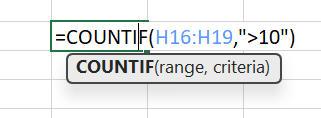 =COUNTIF(H16:H19,">10")
COUNTIF(range, criteria)